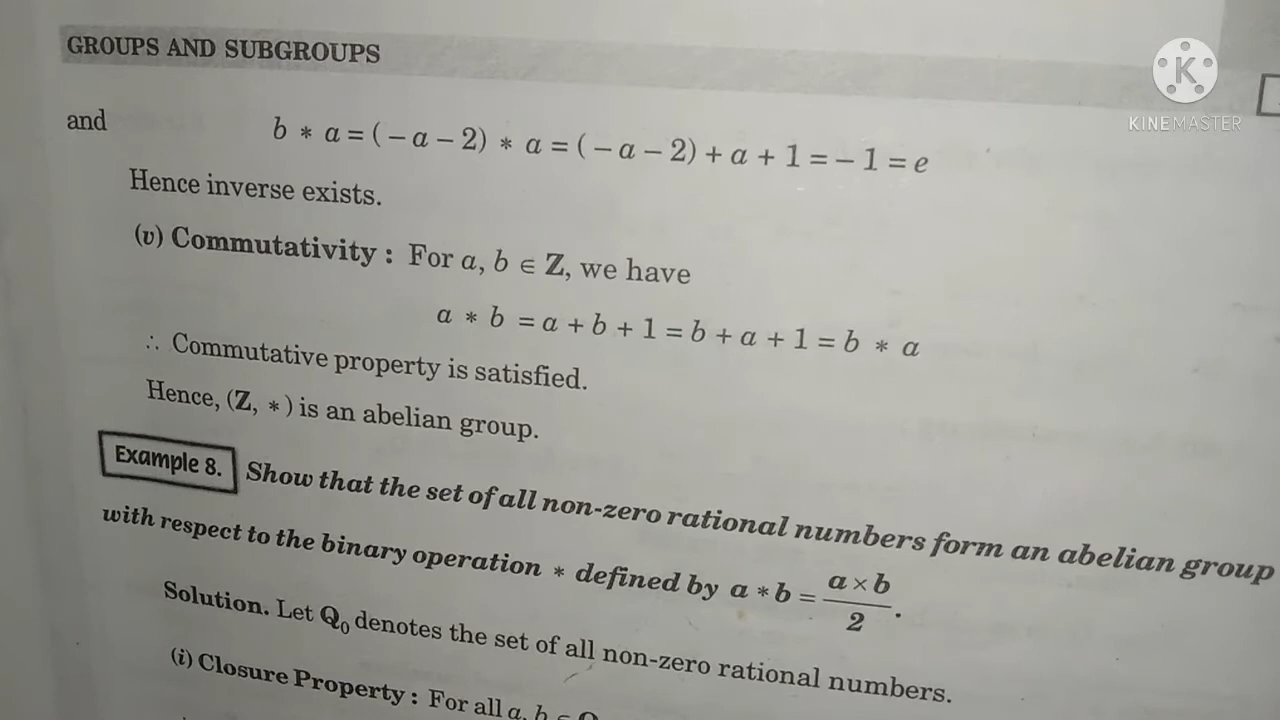 GROUPS AND SUBGROUPS
K
KINEMASTER
and b * a = ( – a – 2) * a = ( – a – 2) + a + 1 = – 1 = e
Hence inverse exists.
(v) Commutativity : For a, b ∈ Z, we have
a * b = a + b + 1 = b + a + 1 = b * a
∴ Commutative property is satisfied.
Hence, (Z, *) is an abelian group.
Example 8. Show that the set of all non-zero rational numbers form an abelian group
with respect to the binary operation * defined by a * b = a × b / 2 .
Solution. Let Q₀ denotes the set of all non-zero rational numbers.
(i) Closure Property : For all a, b ∈